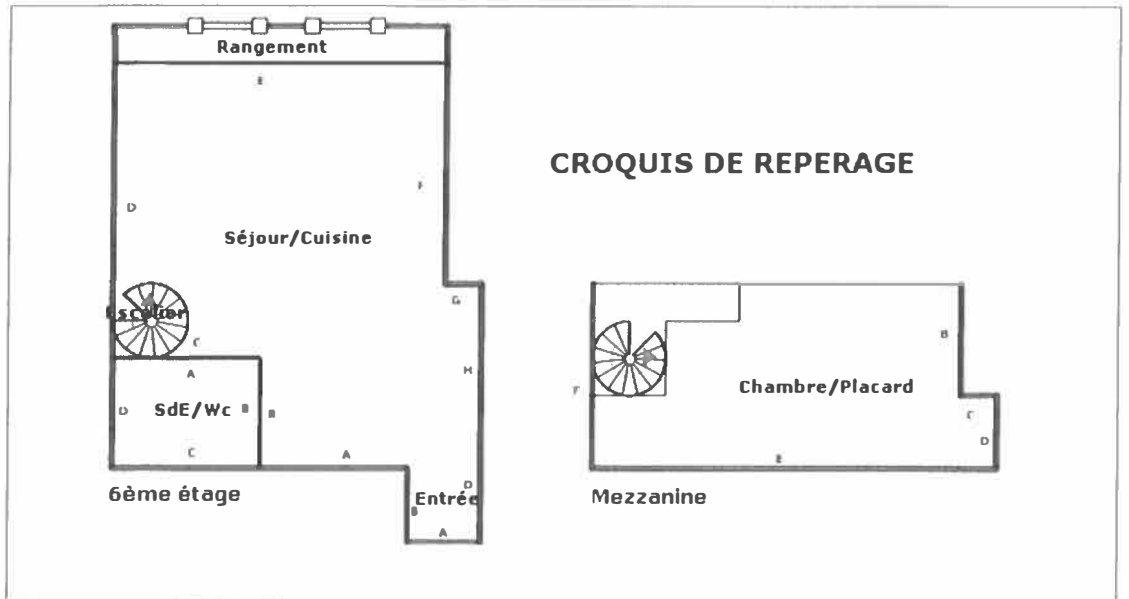 Rangement
E
CROQUIS DE REPERAGE
F
D
Séjour/Cuisine
G
Escalier
C
A
H
B
D
SdE/Wc
B
B
F
Chambre/Placard
C
C
A
D
E
D
6ème étage
Entrée
B
Mezzanine
A